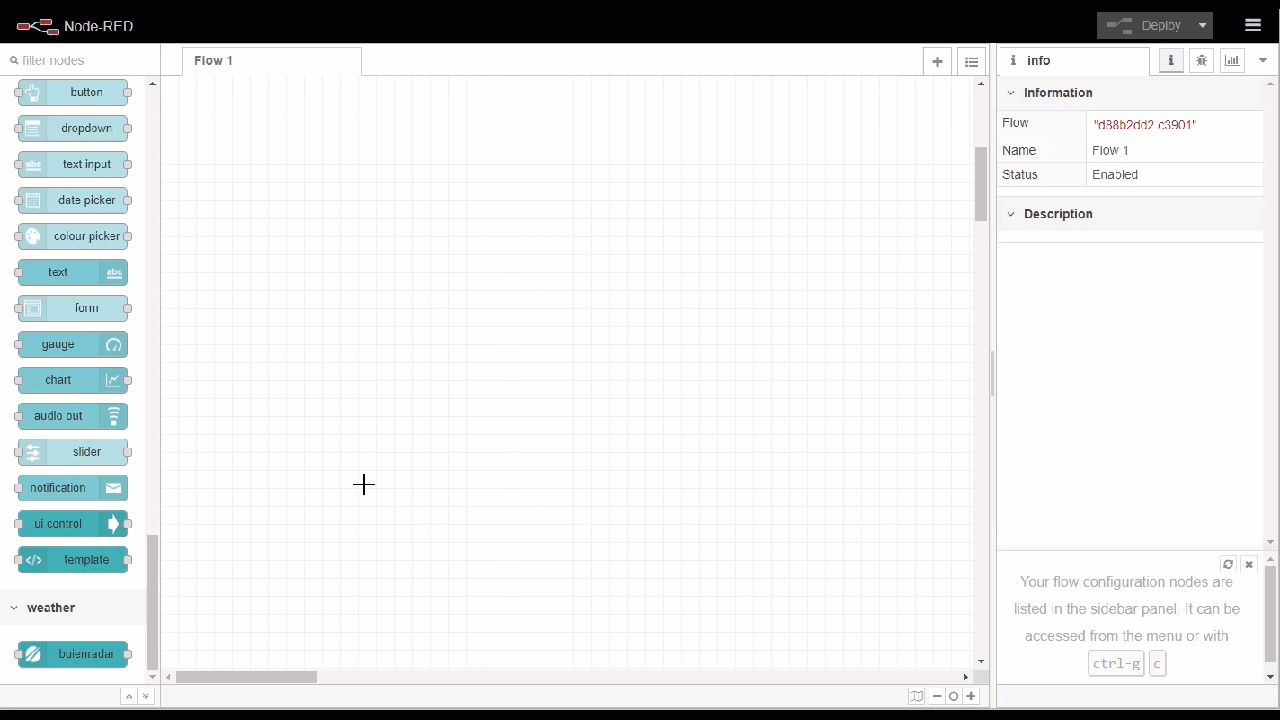 Node-RED
Deploy
filter nodes
Flow 1
info
button
dropdown
abc text input
date picker
colour picker
text abc
form
gauge
chart
audio out
slider
notification
ui control
</> template
weather
buienradar
Information
Flow "d88b2dd2.c3901"
Name Flow 1
Status Enabled
Description
Your flow configuration nodes are
listed in the sidebar panel. It can be
accessed from the menu or with
ctrl-g c